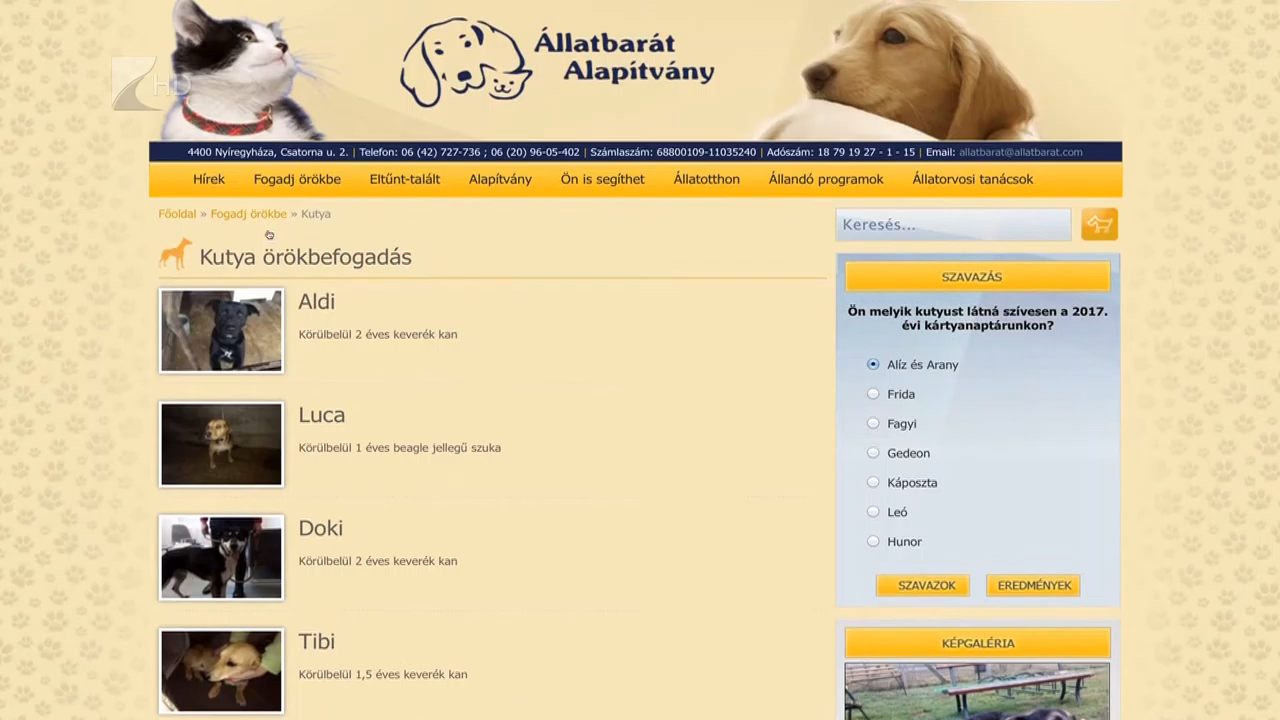 Állatbarát
Alapítvány
HD
4400 Nyíregyháza, Csatorna u. 2. | Telefon: 06 (42) 727-736 ; 06 (20) 96-05-402 | Számlaszám: 68800109-11035240 | Adószám: 18 79 19 27 - 1 - 15 | Email: allatbarat@allatbarat.com
Hírek Fogadj örökbe Eltűnt-talált Alapítvány Ön is segíthet Állatotthon Állandó programok Állatorvosi tanácsok
Főoldal » Fogadj örökbe » Kutya
Keresés...
Kutya örökbefogadás
Aldi
Körülbelül 2 éves keverék kan
Luca
Körülbelül 1 éves beagle jellegű szuka
Doki
Körülbelül 2 éves keverék kan
Tibi
Körülbelül 1,5 éves keverék kan
SZAVAZÁS
Ön melyik kutyust látná szívesen a 2017.
évi kártyanaptárunkon?
Alíz és Arany
Frida
Fagyi
Gedeon
Káposzta
Leó
Hunor
SZAVAZOK EREDMÉNYEK
KÉPGALÉRIA